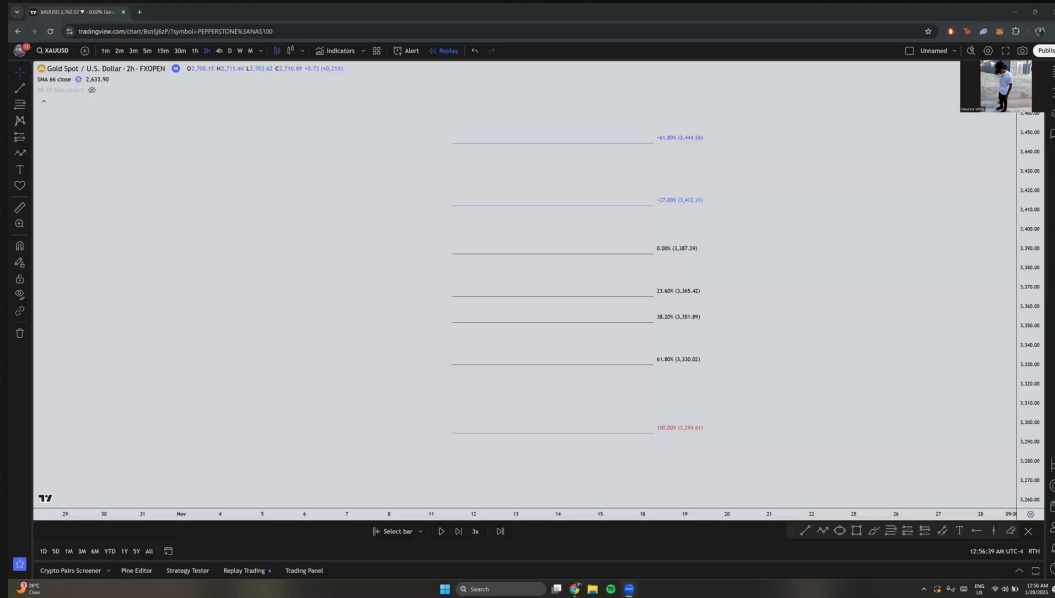 XAUUSD 2,762.52 ▼ −0.02% Unn
tradingview.com/chart/BsnSj6zP/?symbol=PEPPERSTONE%3ANAS100
XAUUSD 1m 2m 3m 5m 15m 30m 1h 2h 4h D W M Indicators Alert Replay Unnamed Publis
Gold Spot / U.S. Dollar · 2h · FXOPEN O2,705.15 H2,711.44 L2,703.62 C2,710.89 +5.73 (+0.21%)
SMA 66 close 2,633.90
Maurice White
3,460.00
-61.80% (3,444.56)
3,450.00
3,440.00
3,430.00
3,420.00
-27.00% (3,412.31)
3,410.00
3,400.00
0.00% (3,387.29)
3,390.00
3,380.00
3,370.00
23.60% (3,365.42)
3,360.00
38.20% (3,351.89)
3,350.00
3,340.00
61.80% (3,330.02)
3,330.00
3,320.00
3,310.00
3,300.00
100.00% (3,294.61)
3,290.00
3,280.00
3,270.00
3,260.00
29 30 31 Nov 4 5 6 7 8 11 12 13 14 15 18 19 20 21 22 25 26 27 28 09:0
Select bar 3x
1D 5D 1M 3M 6M YTD 1Y 5Y All
12:56:39 AM UTC-4 RTH
Crypto Pairs Screener Pine Editor Strategy Tester Replay Trading Trading Panel
26°C
Clear
Search
ENG
US
12:56 AM
1/29/2025